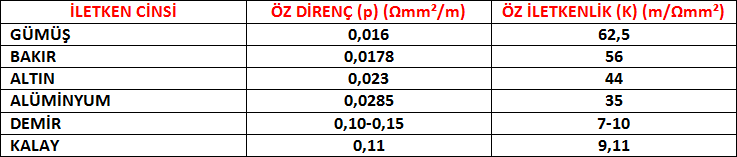 İLETKEN CİNSİ ÖZ DİRENÇ (p) (Ωmm²/m) ÖZ İLETKENLİK (K) (m/Ωmm²)
GÜMÜŞ 0,016 62,5
BAKIR 0,0178 56
ALTIN 0,023 44
ALÜMİNYUM 0,0285 35
DEMİR 0,10-0,15 7-10
KALAY 0,11 9,11